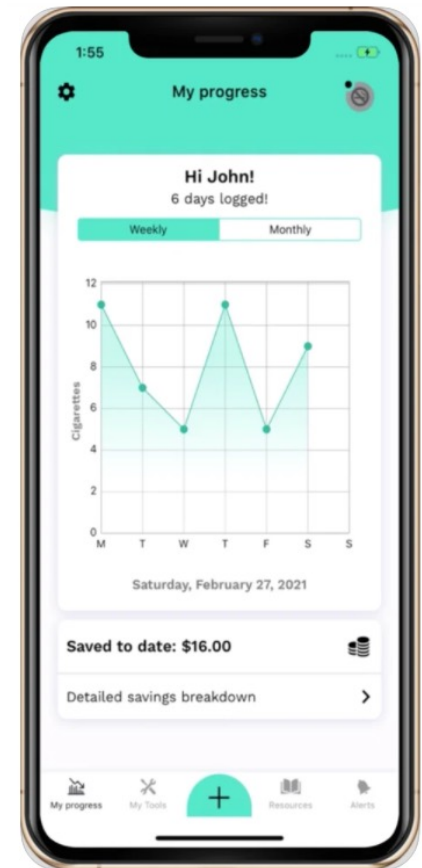 1:55
My progress
Hi John!
6 days logged!
Weekly Monthly
12
10
8
6
4
2
0
Cigarettes
M T W T F S S
Saturday, February 27, 2021
Saved to date: $16.00
Detailed savings breakdown
My progress My Tools + Resources Alerts